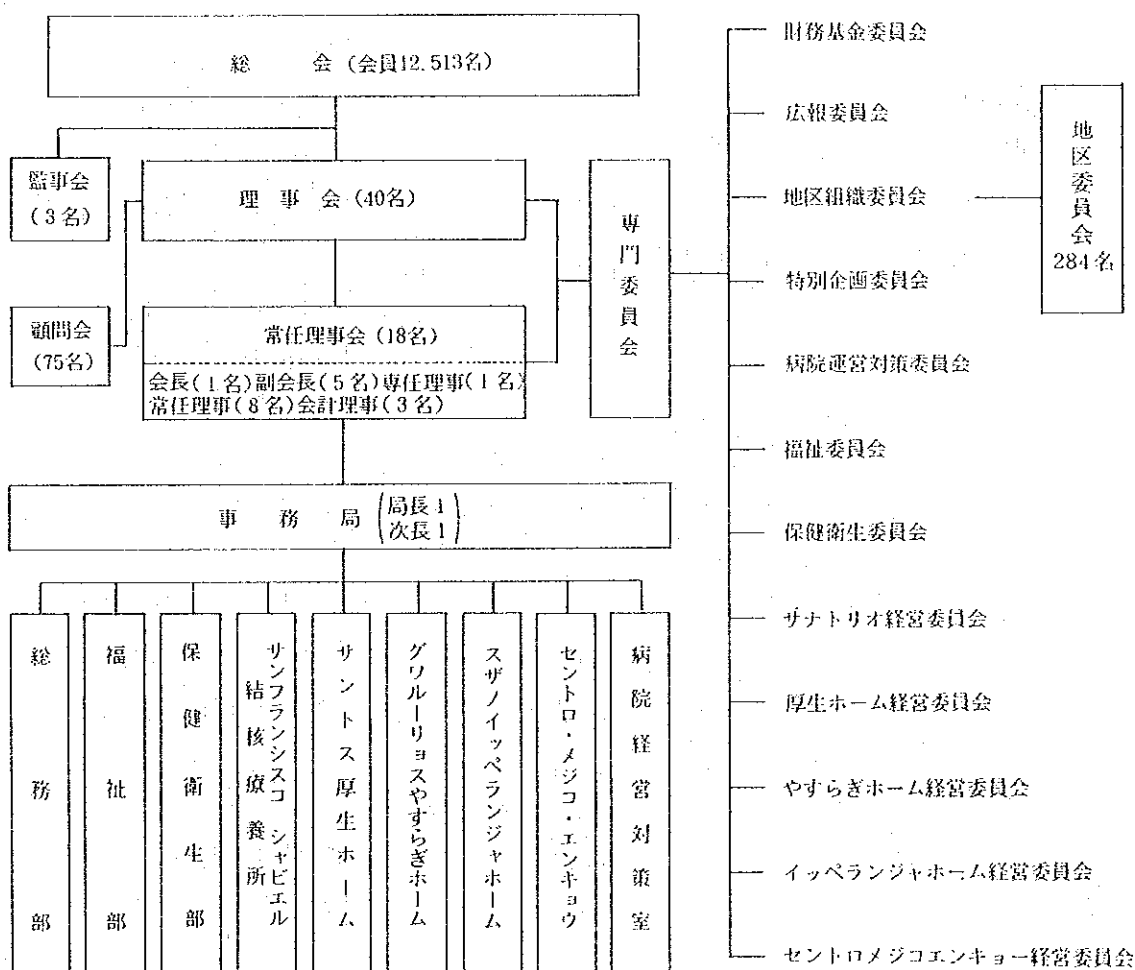 総会(会員12.513名)
監事会
(3名)
理事会(40名)
顧問会
(75名)
常任理事会(18名)
会長(1名)副会長(5名)専任理事(1名)
常任理事(8名)会計理事(3名)
専門委員会
事務局(局長1
次長1)
総務部
福祉部
保健衛生部
サンフランシスコ シャビエル
結核療養所
サントス厚生ホーム
グワルーリョスやすらぎホーム
スザノイッペランジャホーム
セントロ・メジコ・エンキョウ
病院経営対策室
財務基金委員会
広報委員会
地区組織委員会
特別企画委員会
病院運営対策委員会
福祉委員会
保健衛生委員会
サナトリオ経営委員会
厚生ホーム経営委員会
やすらぎホーム経営委員会
イッペランジャホーム経営委員会
セントロメジコエンキョー経営委員会
地区委員会
284名